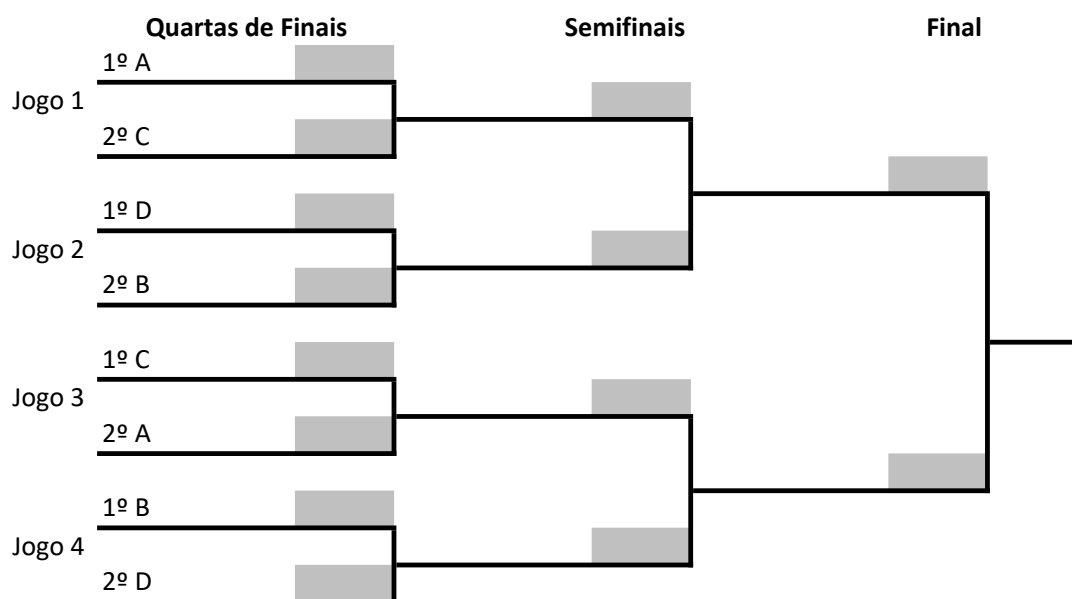 Quartas de Finais Semifinais Final
1º A
Jogo 1
2º C
1º D
Jogo 2
2º B
1º C
Jogo 3
2º A
1º B
Jogo 4
2º D